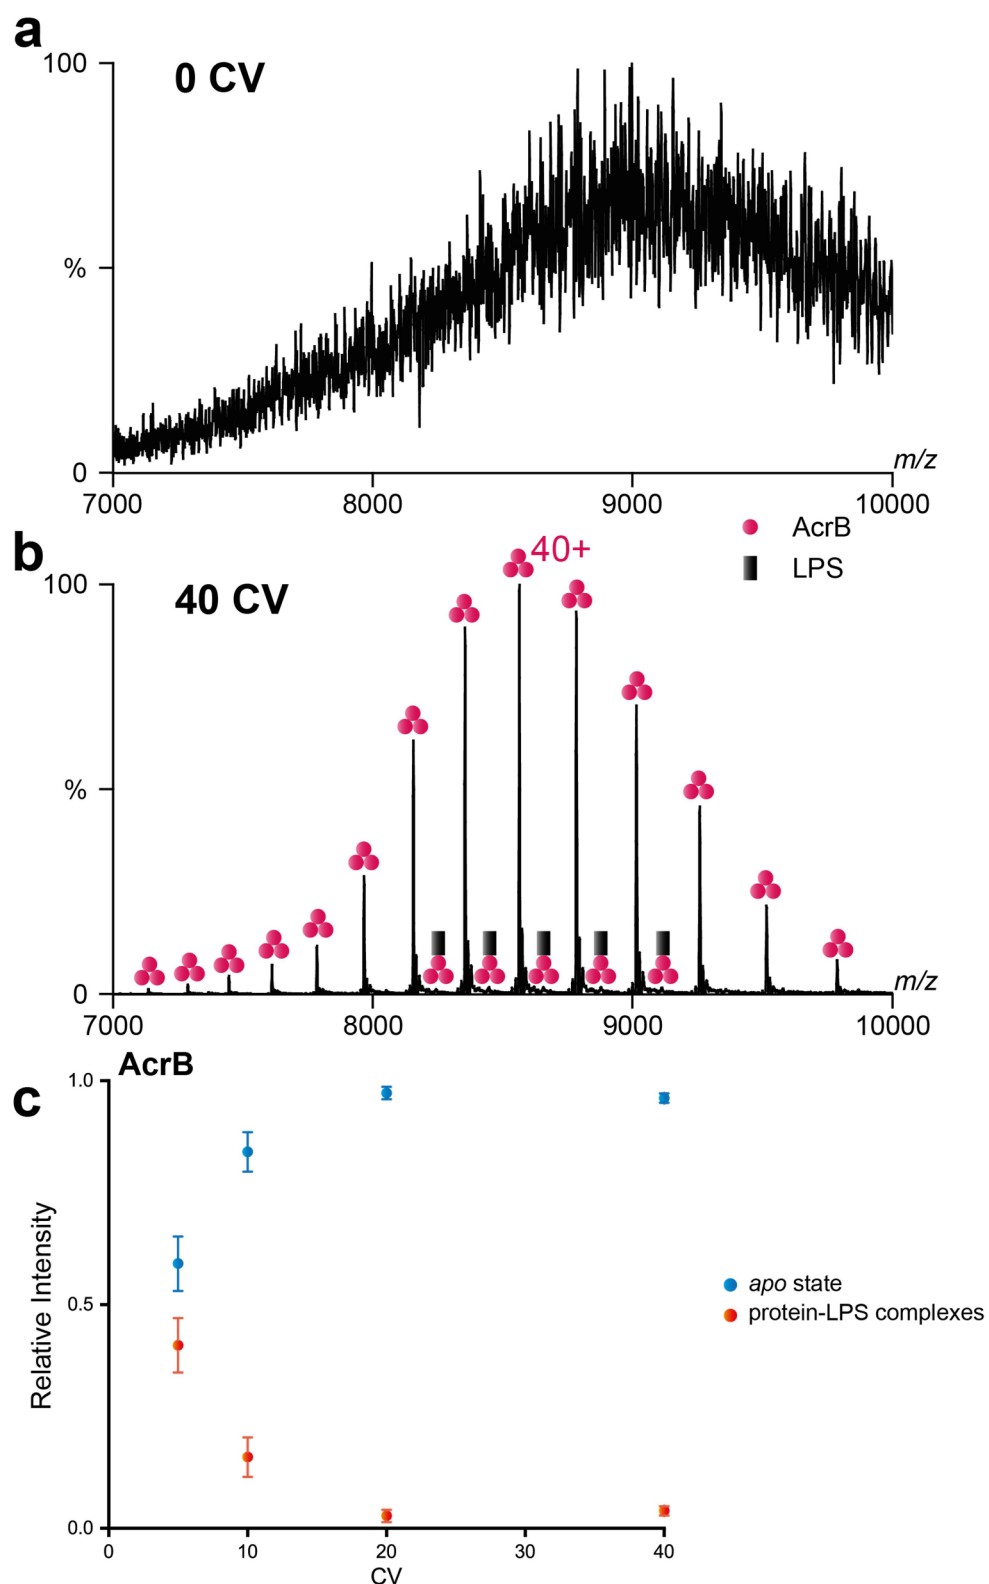 a
0 CV
100
%
0
7000 8000 9000 10000
m/z
b
40 CV
40+
AcrB
LPS
100
%
0
7000 8000 9000 10000
m/z
c
AcrB
1.0
0.5
0.0
Relative Intensity
0 10 20 30 40
CV
apo state
protein-LPS complexes